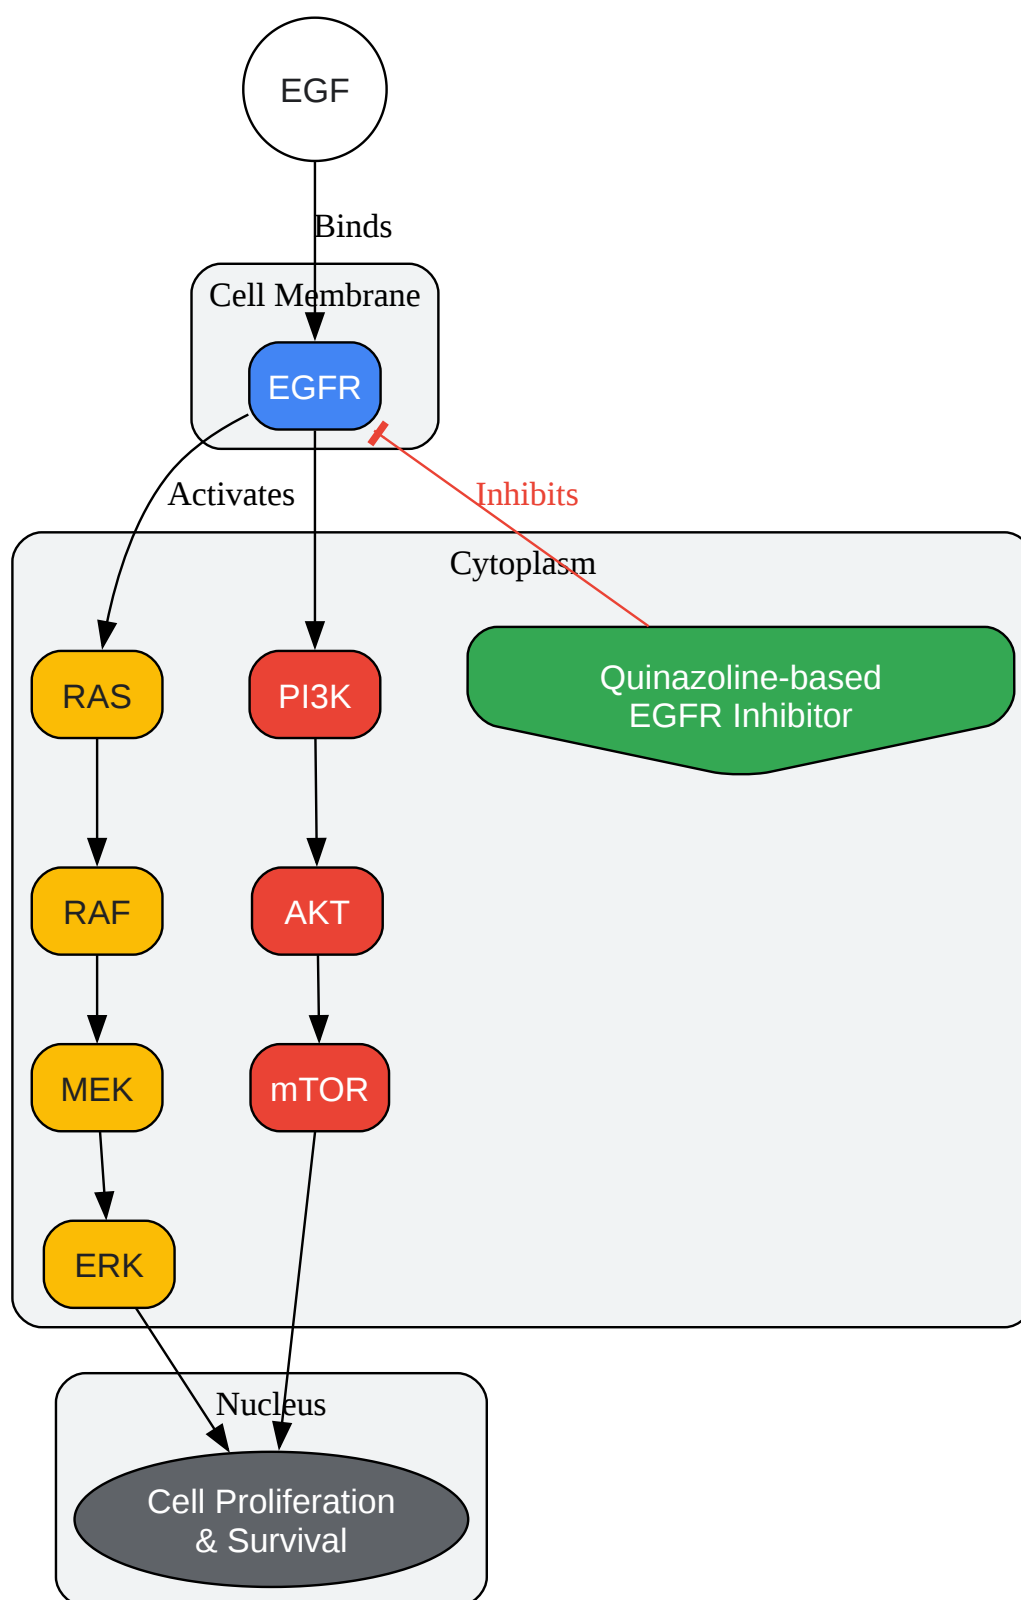 EGF
Binds
Cell Membrane
EGFR
Activates
Inhibits
Cytoplasm
RAS
PI3K
Quinazoline-based
EGFR Inhibitor
RAF
AKT
MEK
mTOR
ERK
Nucleus
Cell Proliferation
& Survival